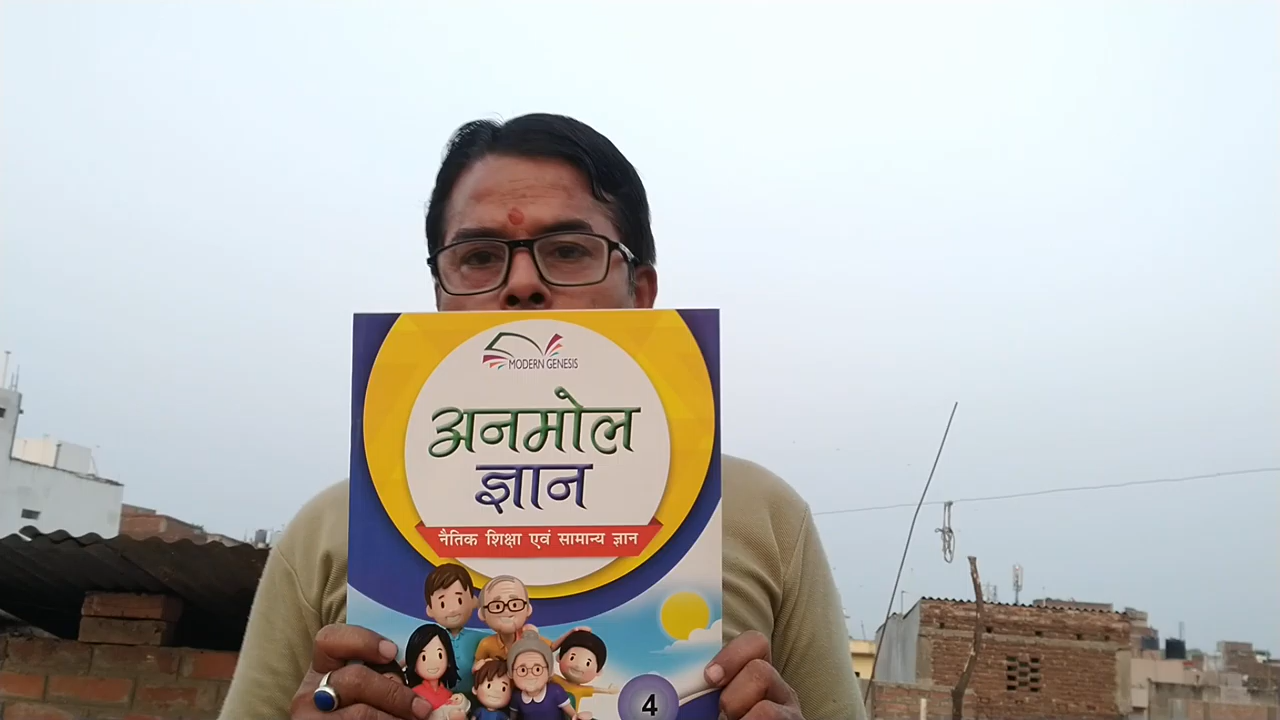 MODERN GENESIS
अनमोल
ज्ञान
नैतिक शिक्षा एवं सामान्य ज्ञान
4